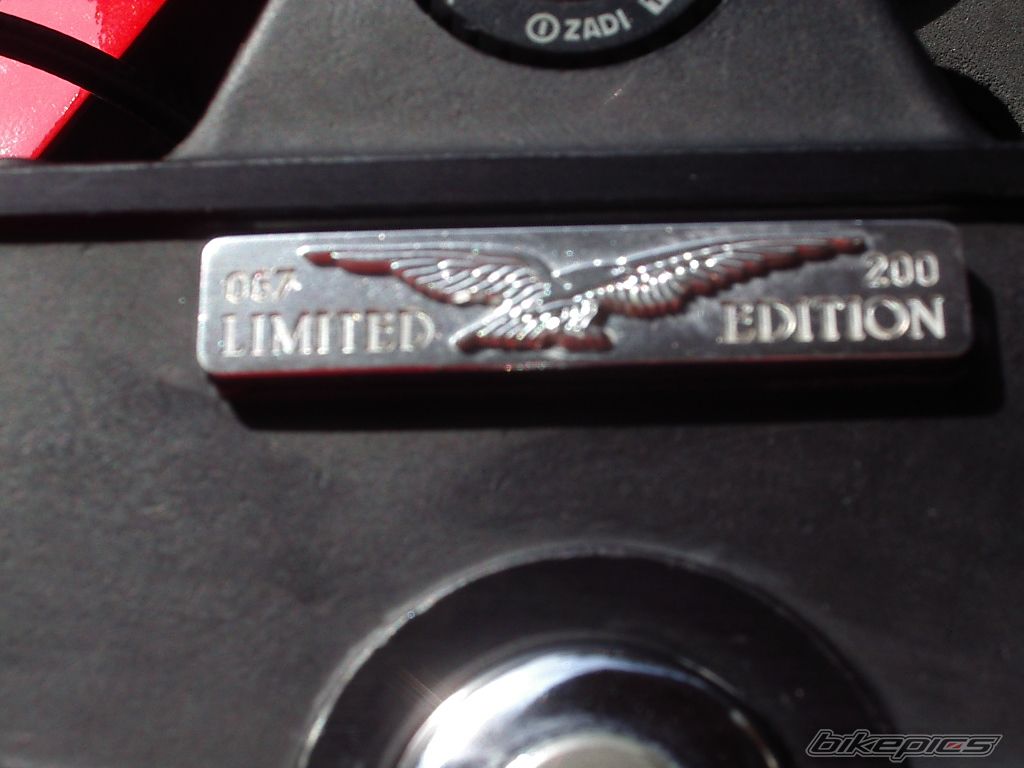 ZADI
067 200
LIMITED EDITION
bikepics